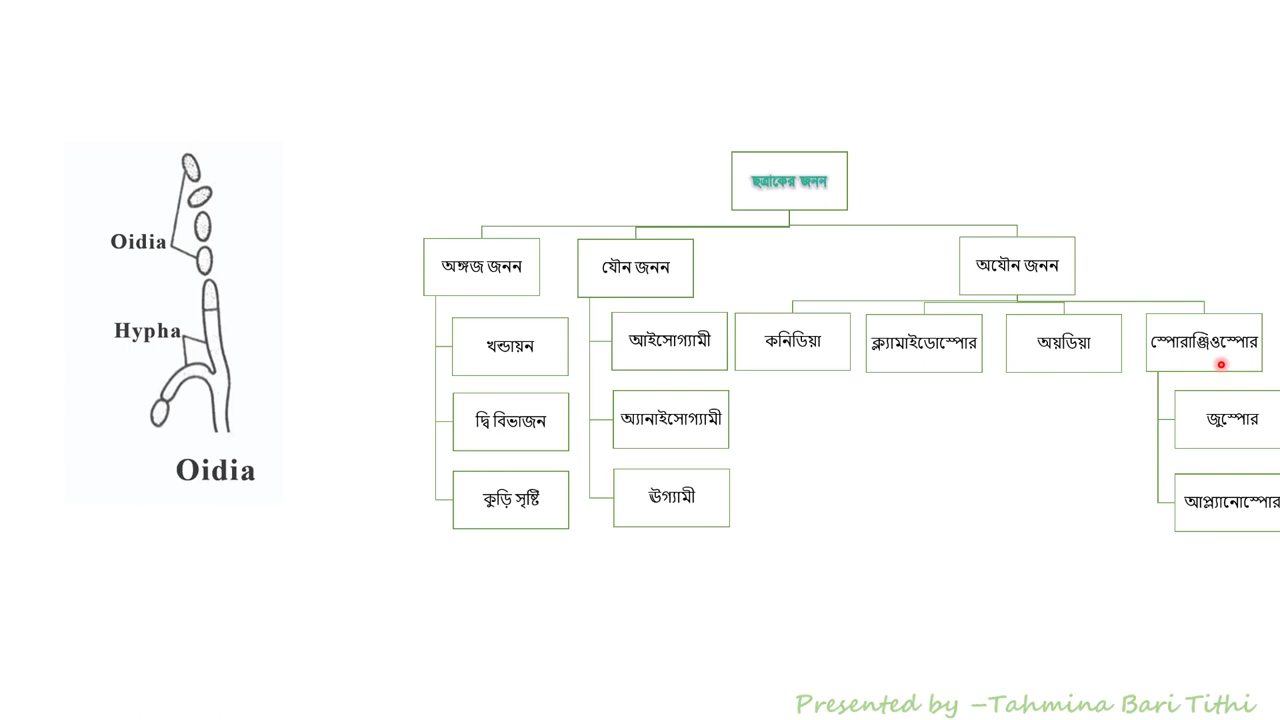 Oidia
Hypha
Oidia
ছত্রাকের জনন
অঙ্গজ জনন
যৌন জনন
অযৌন জনন
খন্ডায়ন
দ্বি বিভাজন
কুড়ি সৃষ্টি
আইসোগ্যামী
অ্যানাইসোগ্যামী
ঊগ্যামী
কনিডিয়া
ক্ল্যামাইডোস্পোর
অয়ডিয়া
স্পোরাঞ্জিওস্পোর
জুস্পোর
আপ্ল্যানোস্পোর
Presented by –Tahmina Bari Tithi